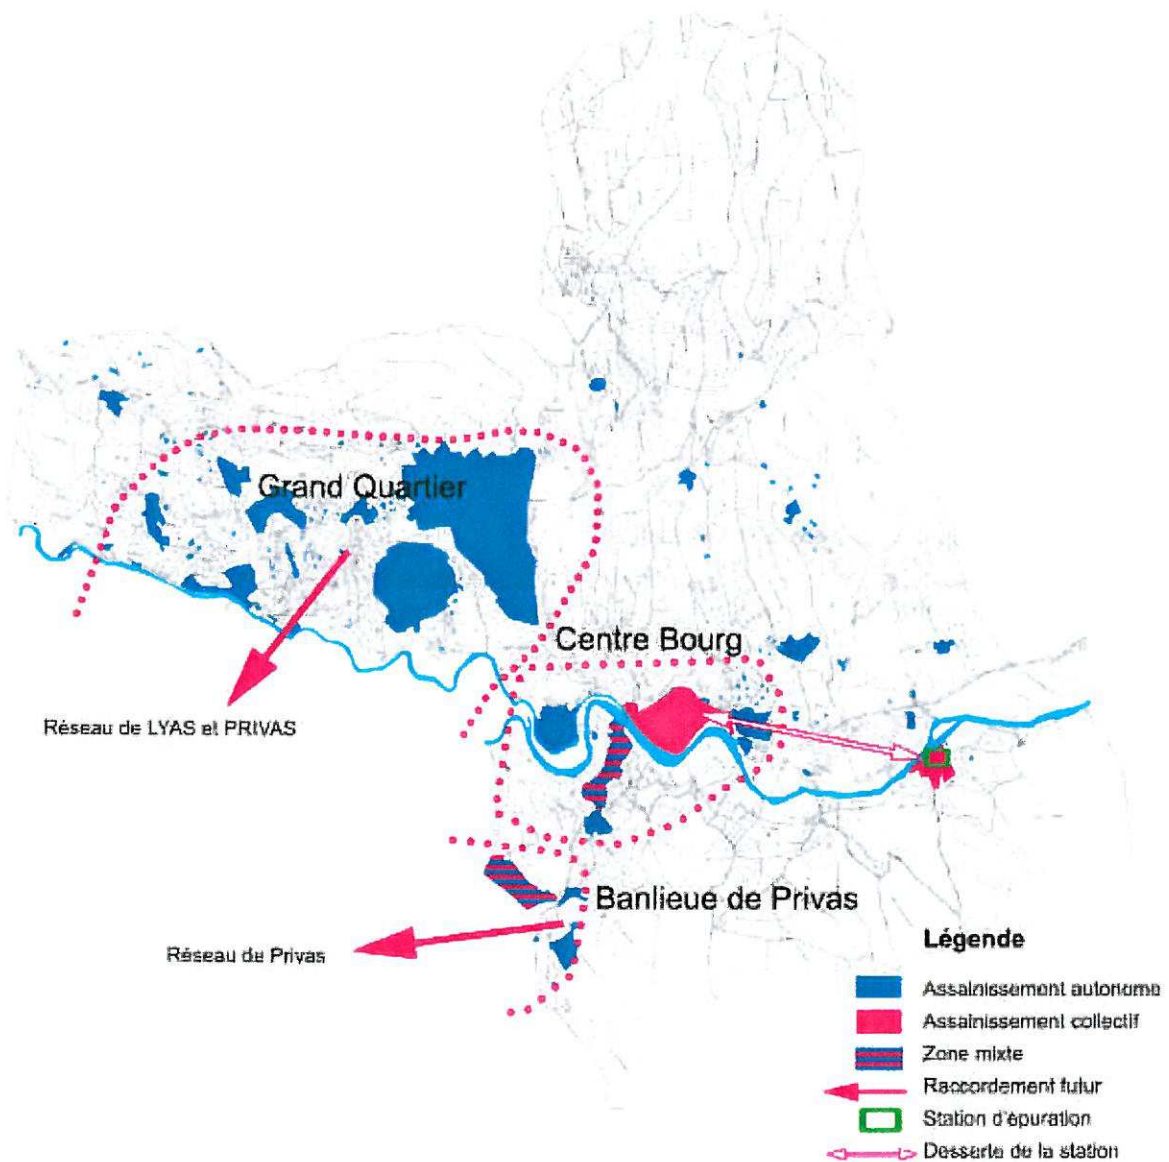 Grand Quartier
Centre Bourg
Réseau de LYAS et PRIVAS
Banlieue de Privas
Réseau de Privas
Légende
Assainissement autonome
Assainissement collectif
Zone mixte
Raccordement futur
Station d'épuration
Desserte de la station